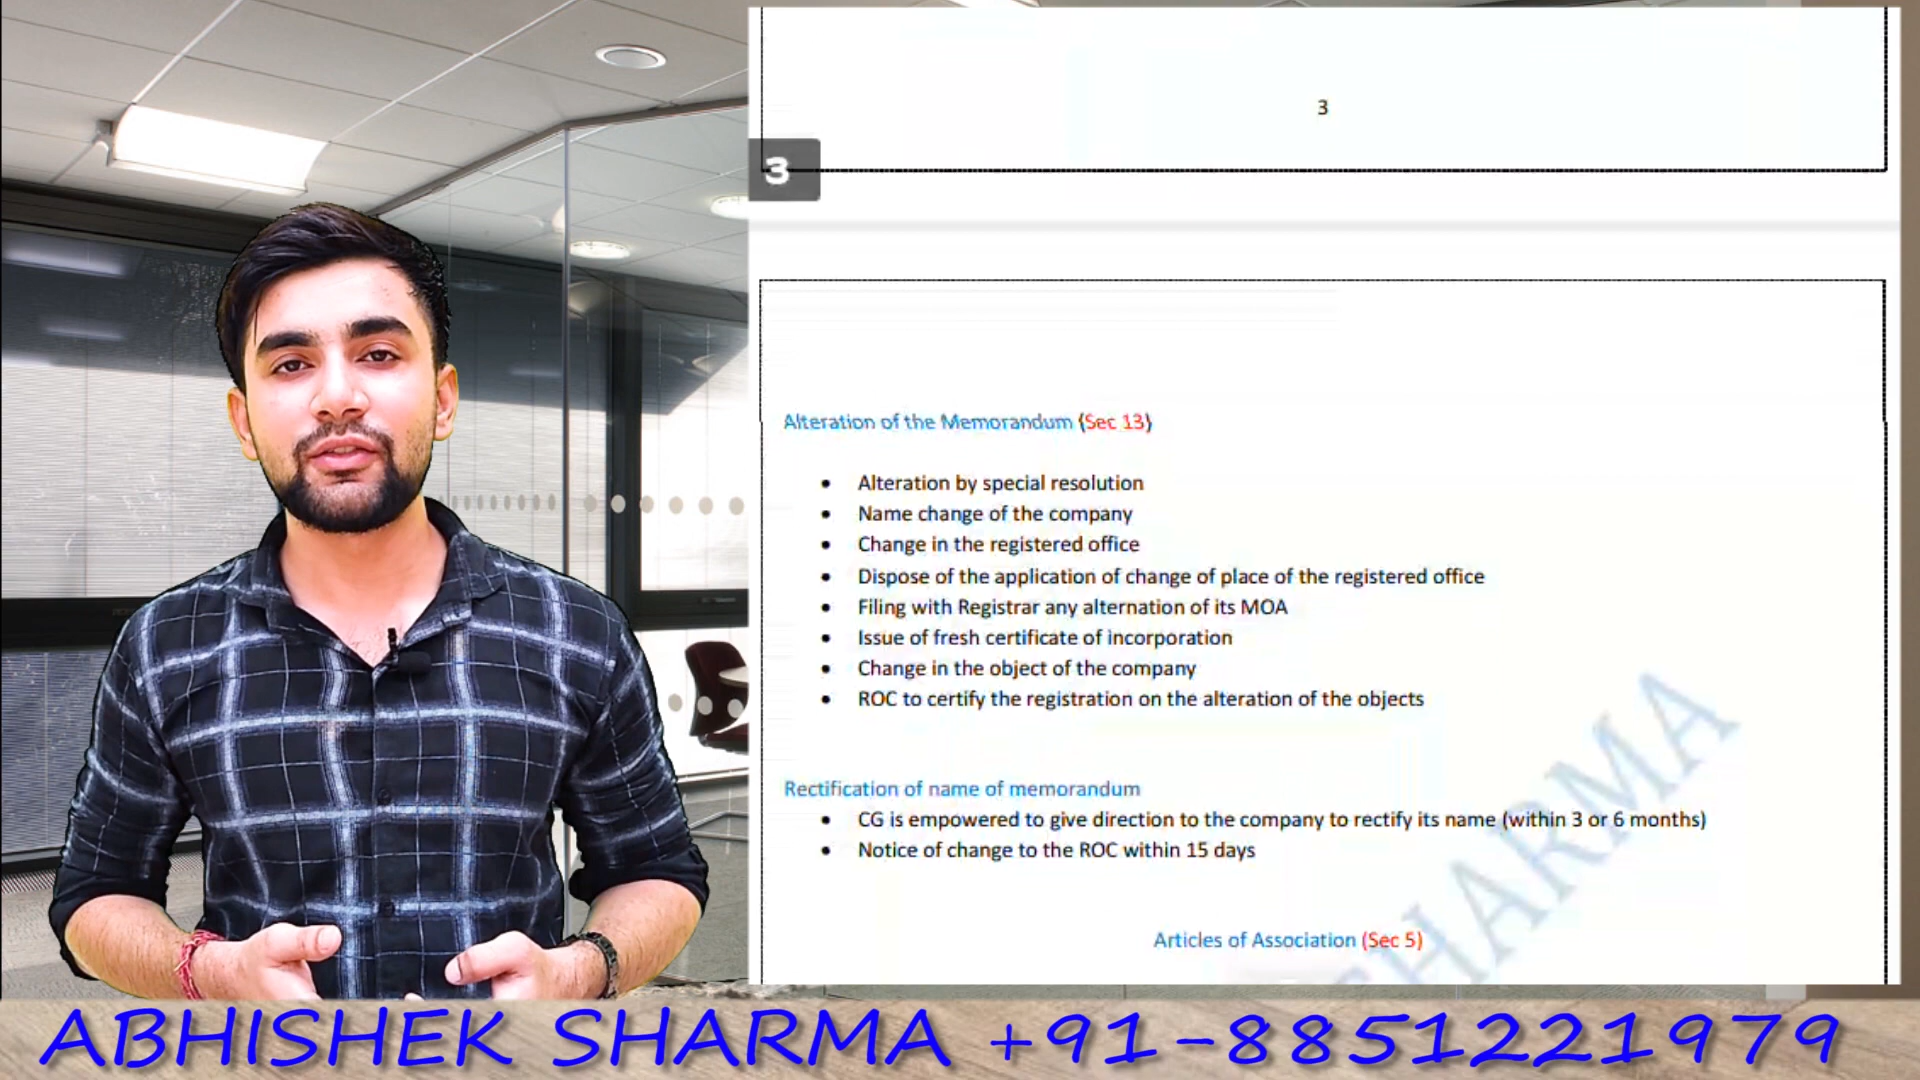 3
3
Alteration of the Memorandum (Sec 13)
• Alteration by special resolution
• Name change of the company
• Change in the registered office
• Dispose of the application of change of place of the registered office
• Filing with Registrar any alternation of its MOA
• Issue of fresh certificate of incorporation
• Change in the object of the company
• ROC to certify the registration on the alteration of the objects
Rectification of name of memorandum
• CG is empowered to give direction to the company to rectify its name (within 3 or 6 months)
• Notice of change to the ROC within 15 days
Articles of Association (Sec 5)
SHARMA
ABHISHEK SHARMA +91-8851221979